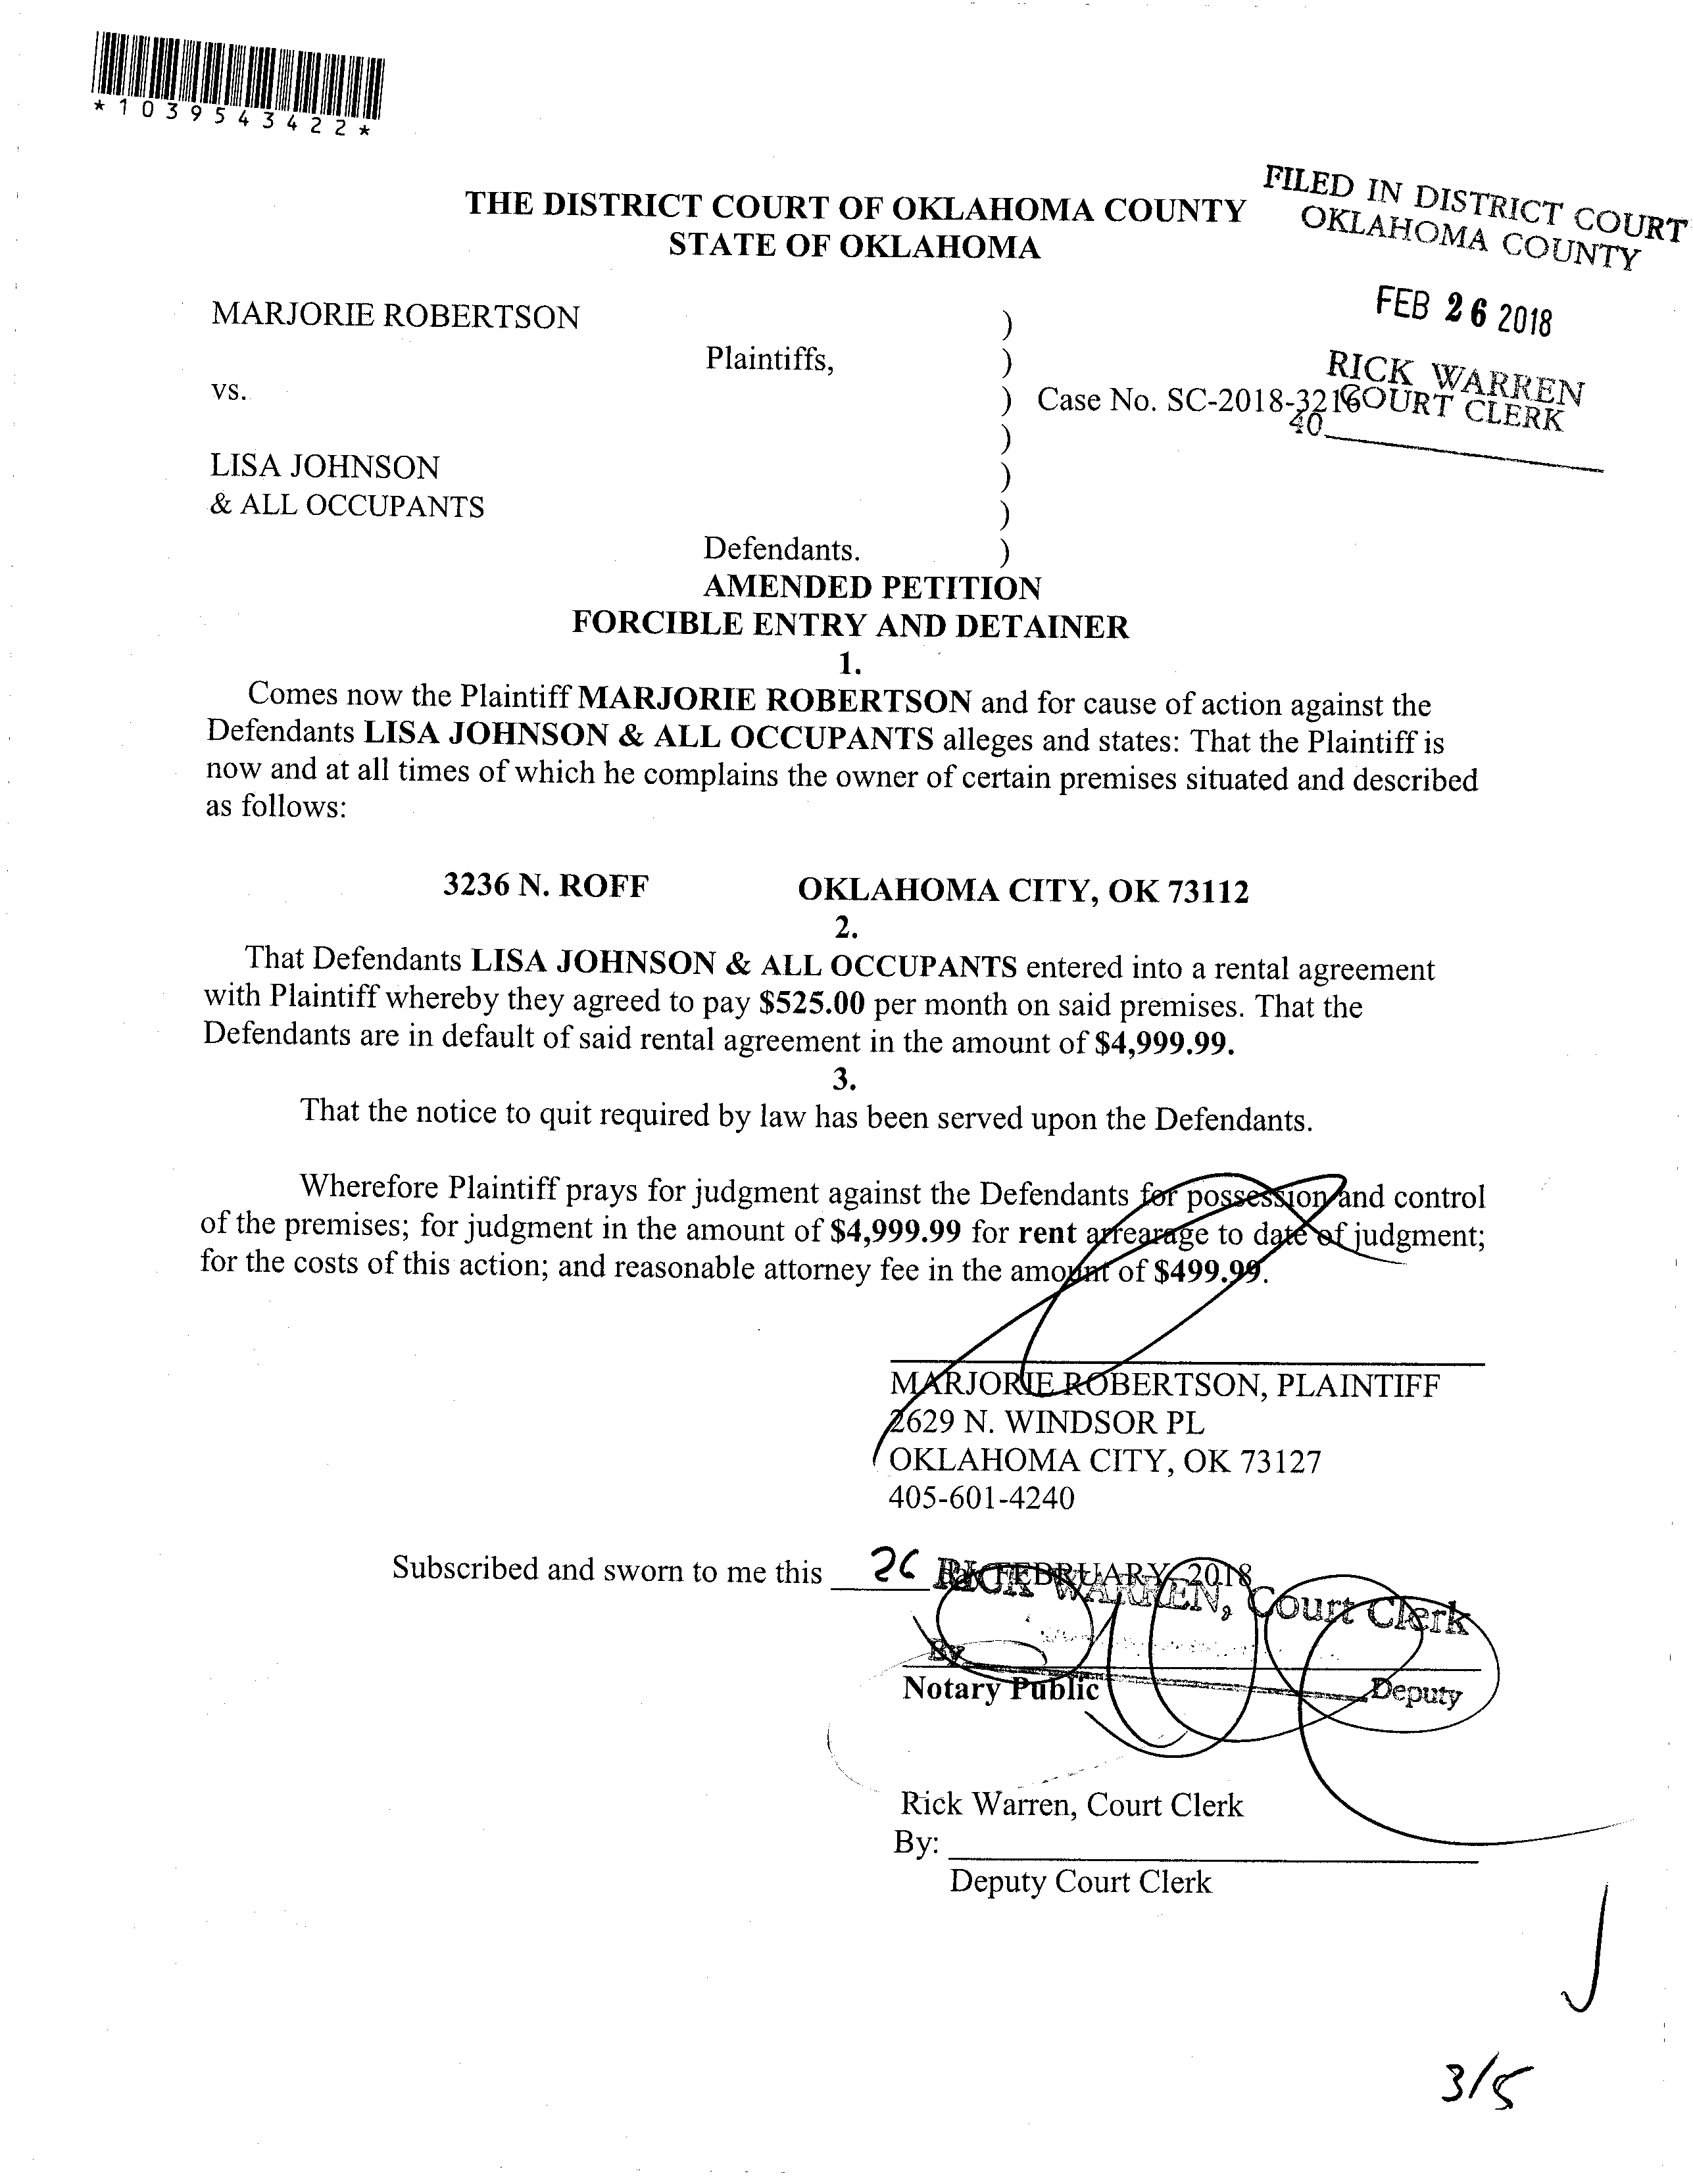 *1039543422*
THE DISTRICT COURT OF OKLAHOMA COUNTY
STATE OF OKLAHOMA
FILED IN DISTRICT COURT
OKLAHOMA COUNTY
FEB 26 2018
RICK WARREN
COURT CLERK
40
MARJORIE ROBERTSON )
Plaintiffs, )
vs. ) Case No. SC-2018-3216
)
LISA JOHNSON )
& ALL OCCUPANTS )
Defendants. )
AMENDED PETITION
FORCIBLE ENTRY AND DETAINER
1.
Comes now the Plaintiff MARJORIE ROBERTSON and for cause of action against the
Defendants LISA JOHNSON & ALL OCCUPANTS alleges and states: That the Plaintiff is
now and at all times of which he complains the owner of certain premises situated and described
as follows:
3236 N. ROFF OKLAHOMA CITY, OK 73112
2.
That Defendants LISA JOHNSON & ALL OCCUPANTS entered into a rental agreement
with Plaintiff whereby they agreed to pay $525.00 per month on said premises. That the
Defendants are in default of said rental agreement in the amount of $4,999.99.
3.
That the notice to quit required by law has been served upon the Defendants.
Wherefore Plaintiff prays for judgment against the Defendants for possession and control
of the premises; for judgment in the amount of $4,999.99 for rent arrearage to date of judgment;
for the costs of this action; and reasonable attorney fee in the amount of $499.99.
MARJORIE ROBERTSON, PLAINTIFF
2629 N. WINDSOR PL
OKLAHOMA CITY, OK 73127
405-601-4240
Subscribed and sworn to me this 26 FEBRUARY, 2018
RICK WARREN, Court Clerk
By
Notary Public Deputy
Rick Warren, Court Clerk
By:
Deputy Court Clerk
3/5